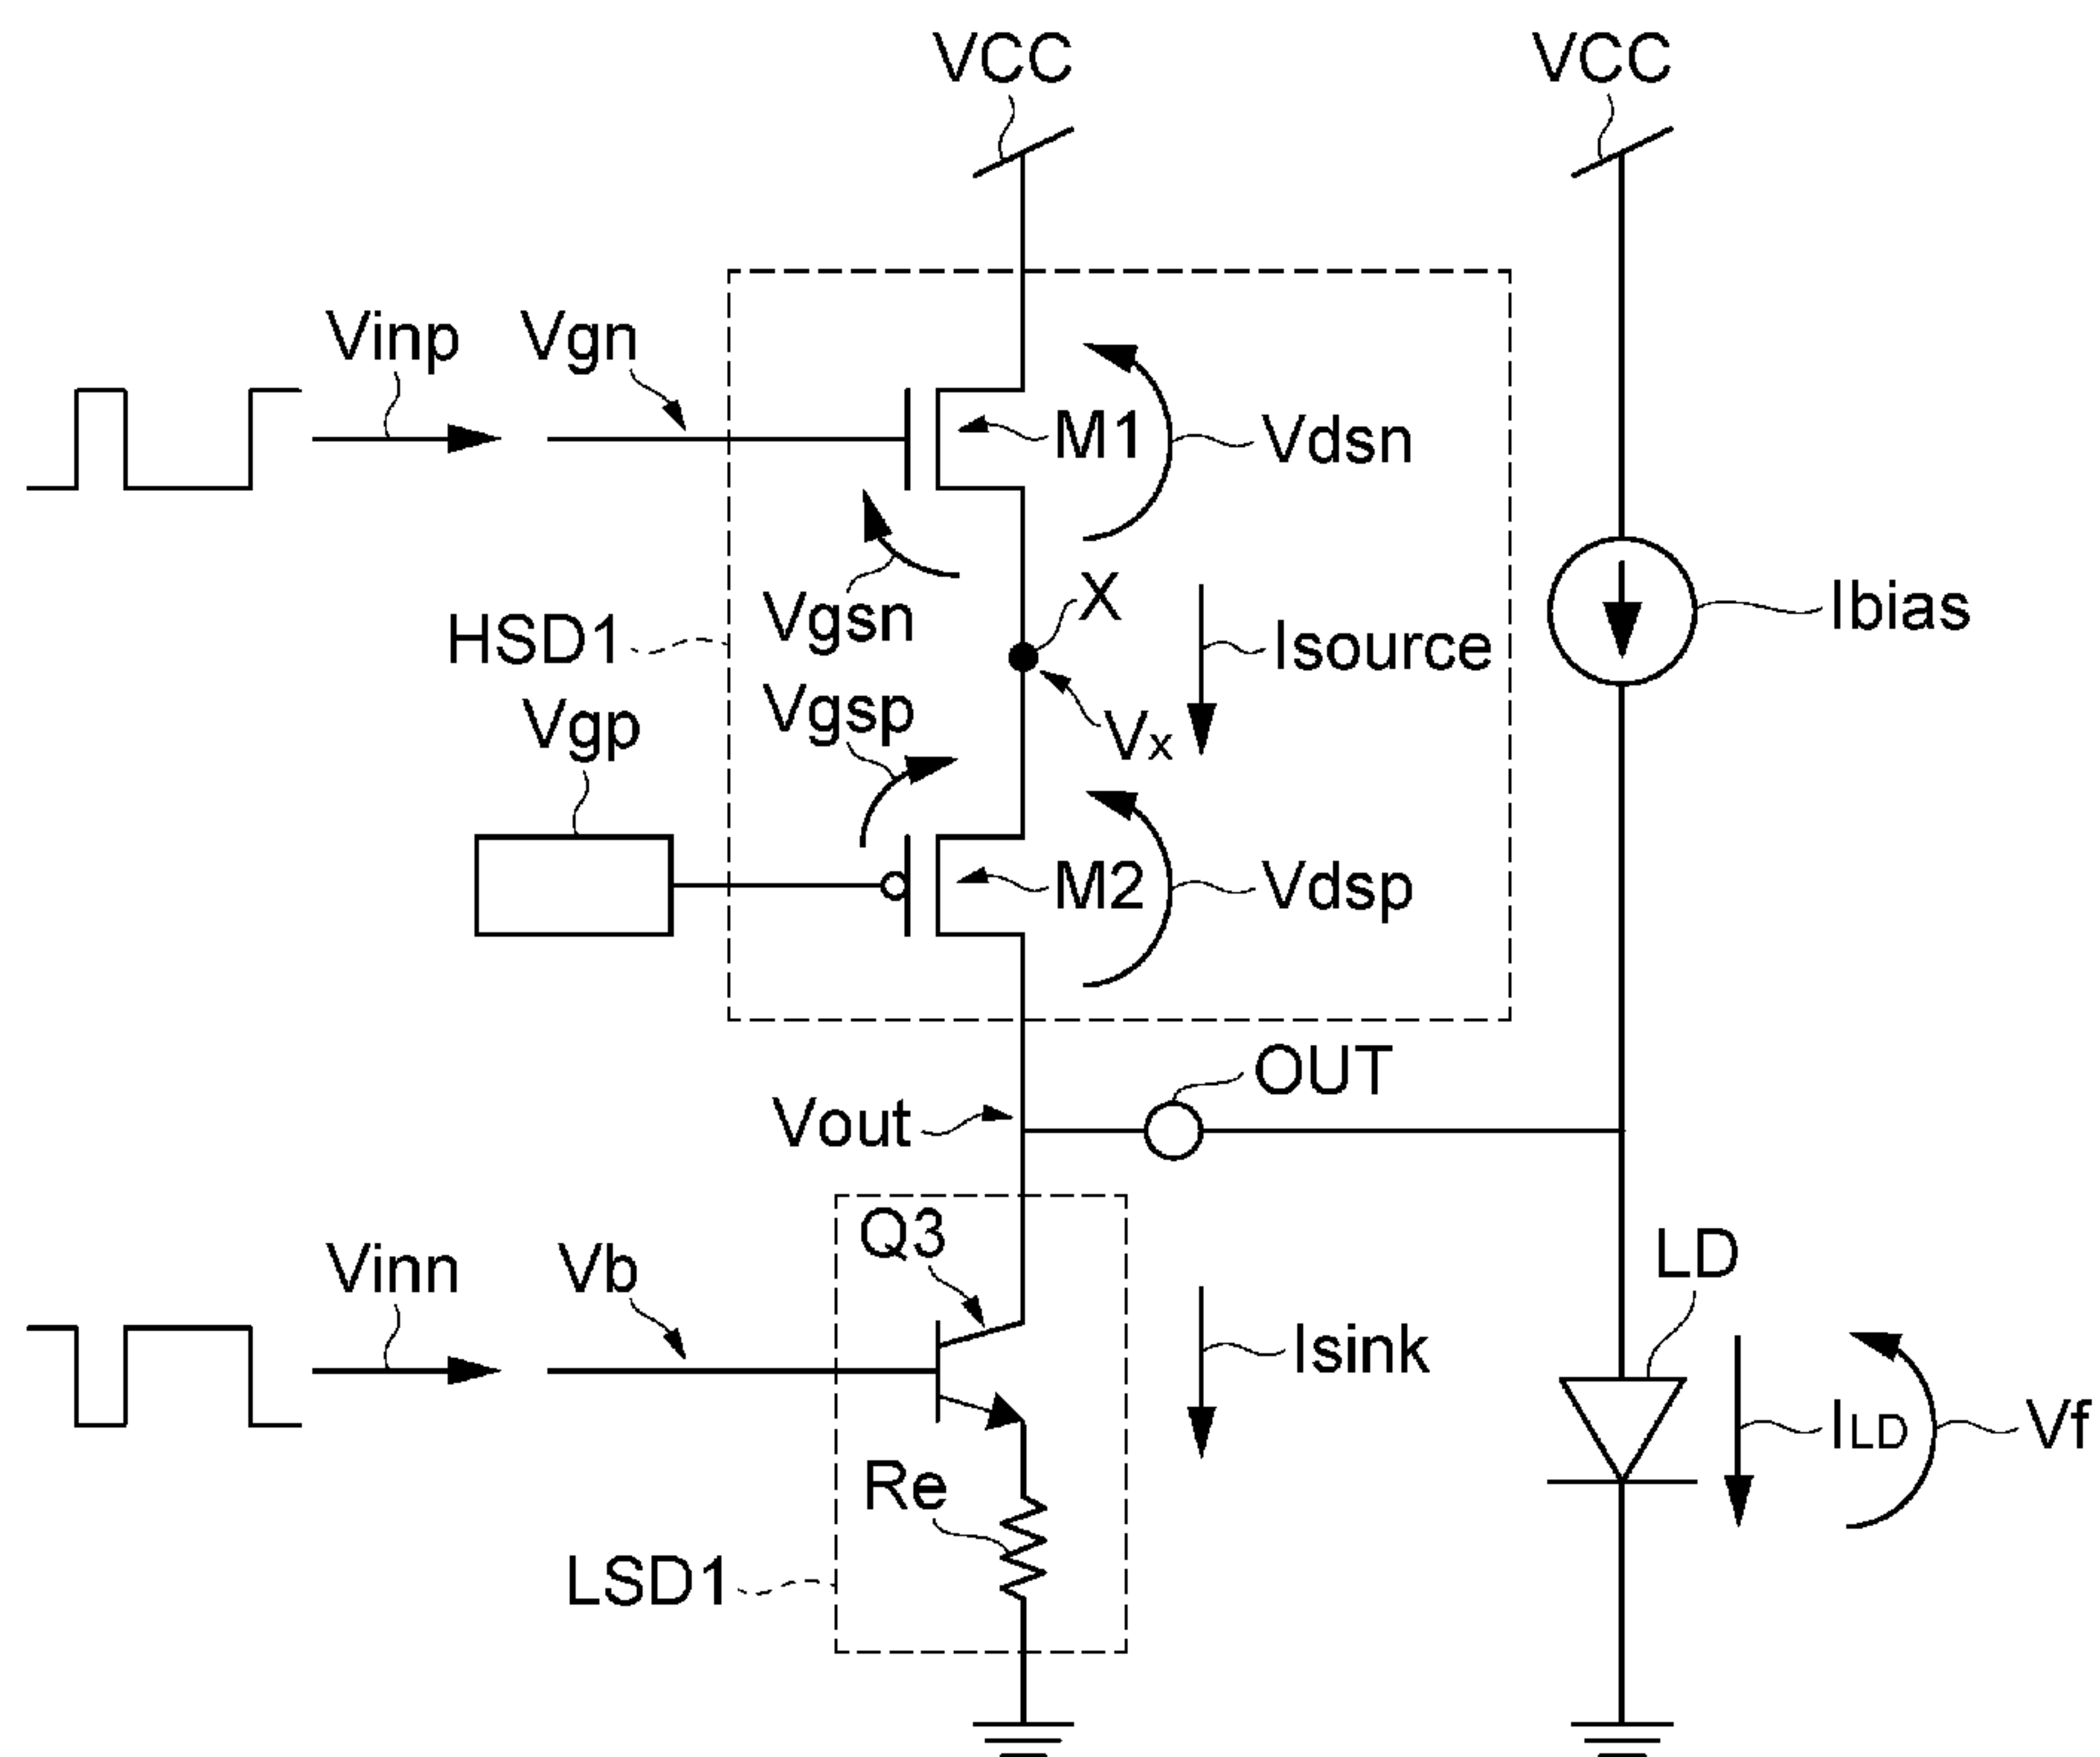 VCC
VCC
Vinp
Vgn
M1
Vdsn
Vgsn
X
Ibias
HSD1
Isource
Vgsp
Vgp
Vx
M2
Vdsp
OUT
Vout
Q3
LD
Vinn
Vb
Isink
ILD
Vf
Re
LSD1